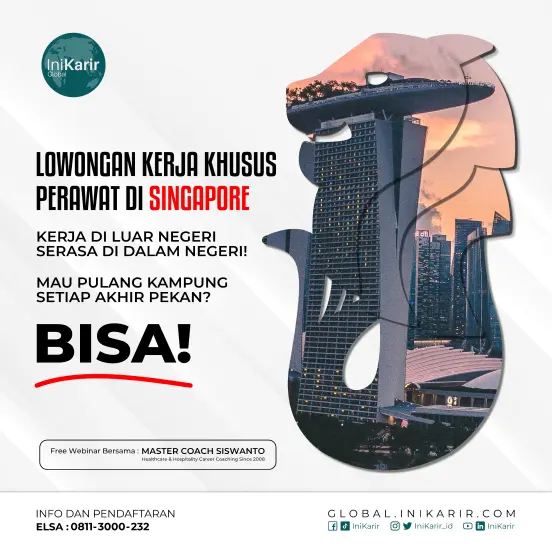 IniKarir
Global
LOWONGAN KERJA KHUSUS
PERAWAT DI SINGAPORE
KERJA DI LUAR NEGERI
SERASA DI DALAM NEGERI!
MAU PULANG KAMPUNG
SETIAP AKHIR PEKAN?
BISA!
Free Webinar Bersama : MASTER COACH SISWANTO
Healthcare & Hospitality Career Coaching Since 2008
INFO DAN PENDAFTARAN
ELSA : 0811-3000-232
GLOBAL.INIKARIR.COM
IniKarir IniKarir_id IniKarir